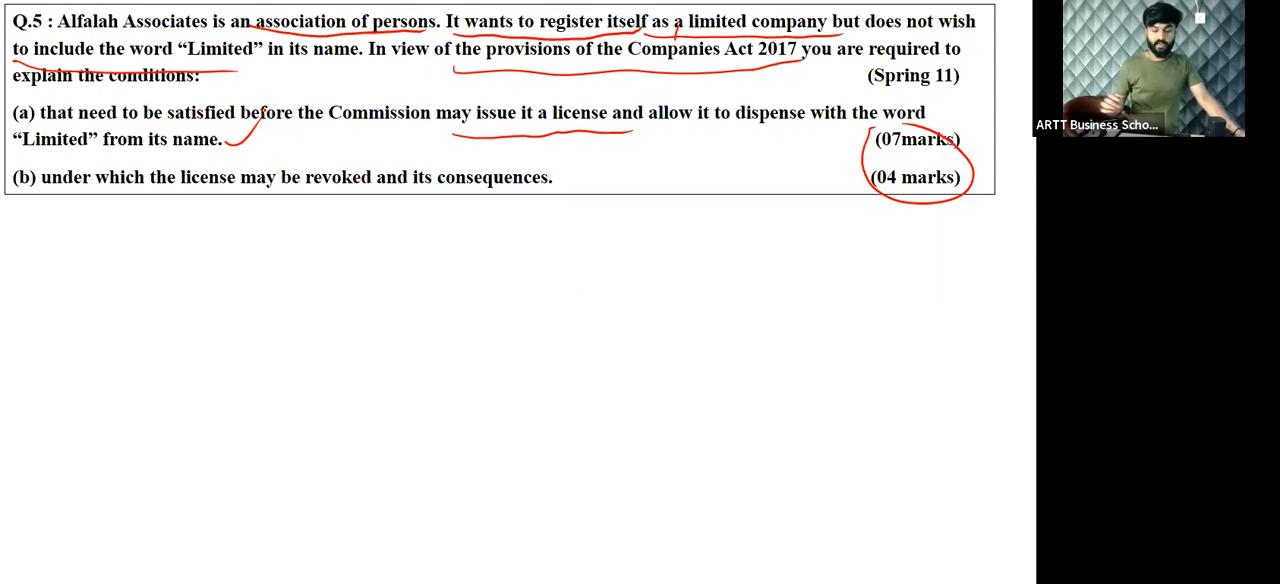 Q.5 : Alfalah Associates is an association of persons. It wants to register itself as a limited company but does not wish
to include the word “Limited” in its name. In view of the provisions of the Companies Act 2017 you are required to
explain the conditions:
(Spring 11)
(a) that need to be satisfied before the Commission may issue it a license and allow it to dispense with the word
“Limited” from its name.
(07marks)
(b) under which the license may be revoked and its consequences.
(04 marks)
ARTT Business Scho...